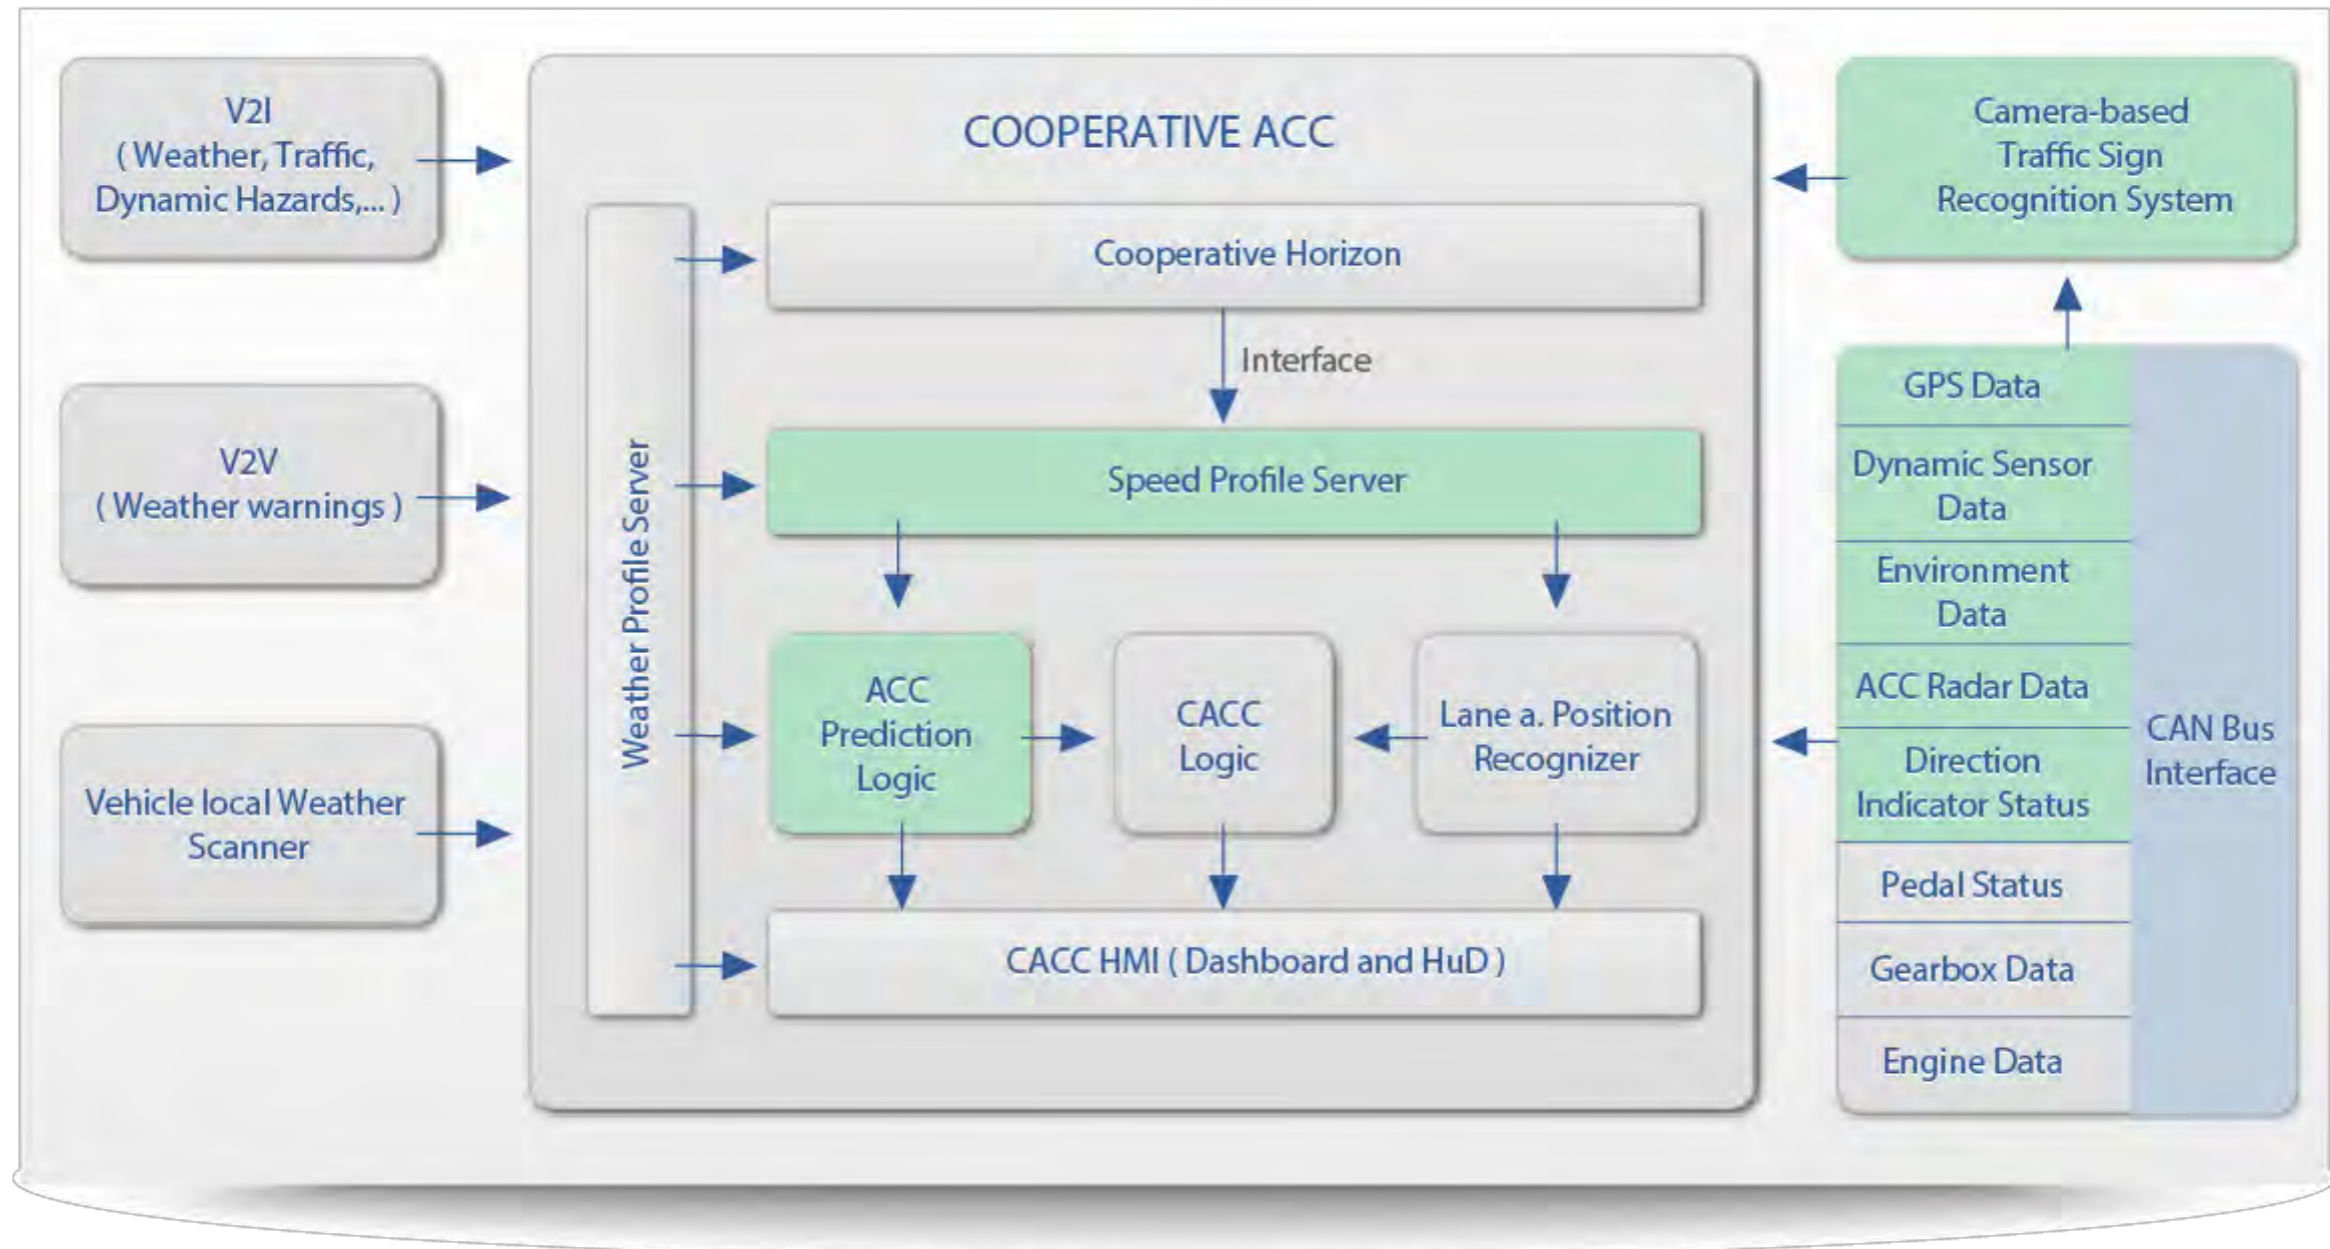 V2I
( Weather, Traffic,
Dynamic Hazards,... )
V2V
( Weather warnings )
Vehicle local Weather
Scanner
COOPERATIVE ACC
Weather Profile Server
Cooperative Horizon
Interface
Speed Profile Server
ACC
Prediction
Logic
CACC
Logic
Lane a. Position
Recognizer
CACC HMI ( Dashboard and HuD )
Camera-based
Traffic Sign
Recognition System
GPS Data
Dynamic Sensor
Data
Environment
Data
ACC Radar Data
Direction
Indicator Status
Pedal Status
Gearbox Data
Engine Data
CAN Bus
Interface